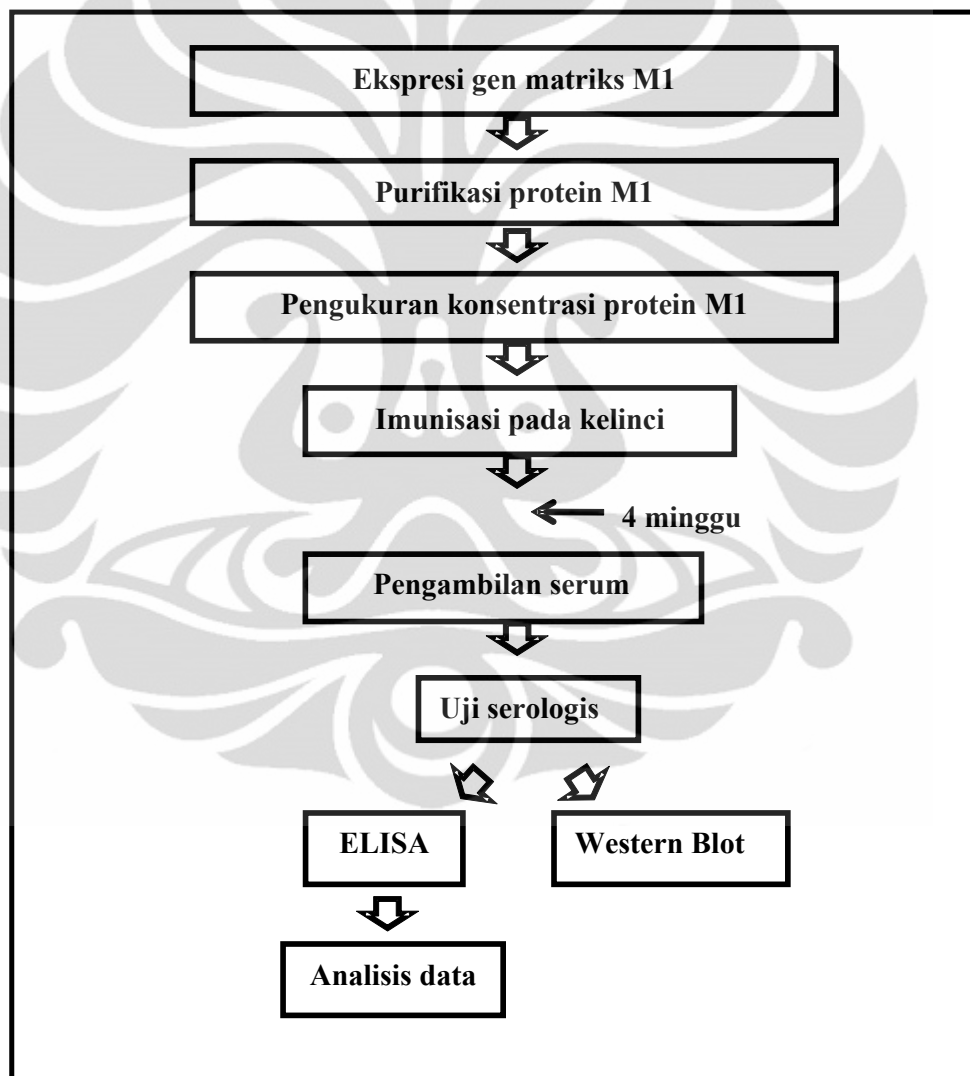 Ekspresi gen matriks M1
Purifikasi protein M1
Pengukuran konsentrasi protein M1
Imunisasi pada kelinci
4 minggu
Pengambilan serum
Uji serologis
ELISA
Western Blot
Analisis data